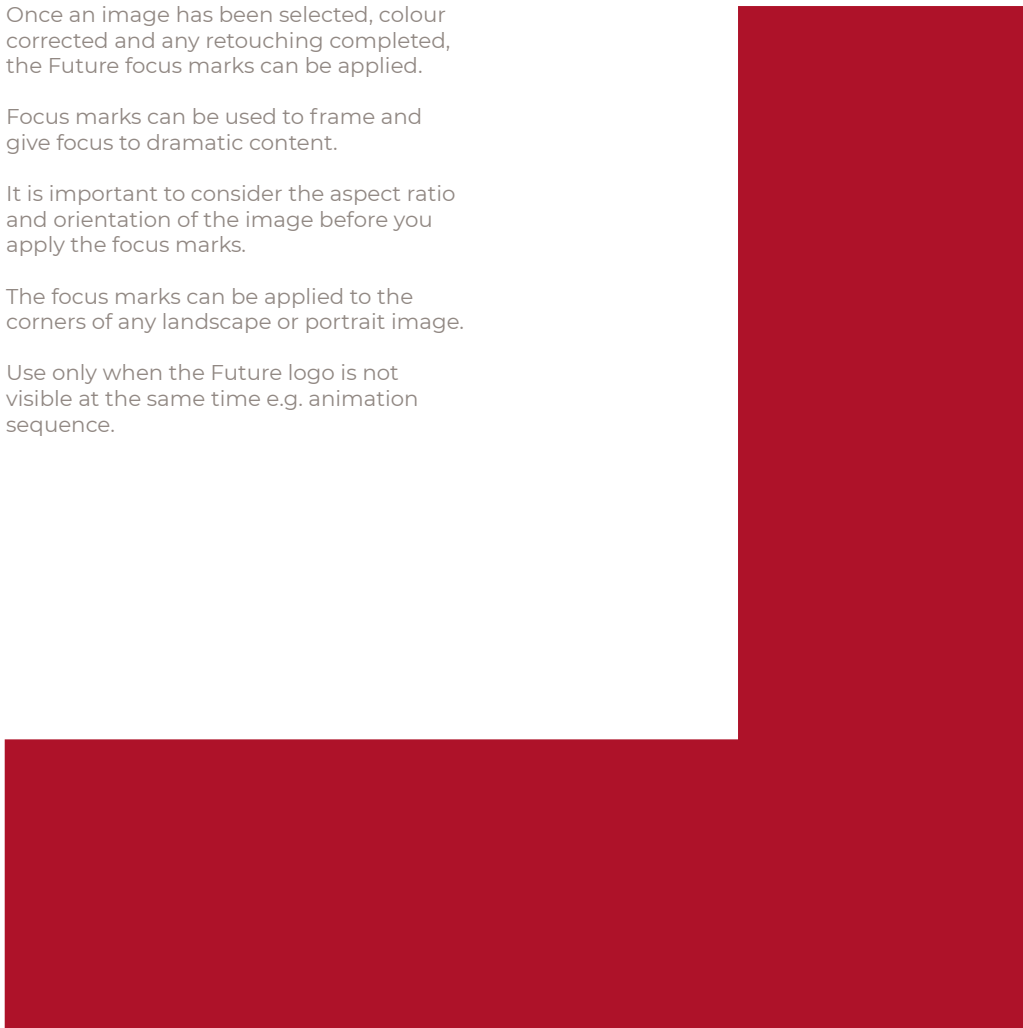 Once an image has been selected, colour
corrected and any retouching completed,
the Future focus marks can be applied.
Focus marks can be used to frame and
give focus to dramatic content.
It is important to consider the aspect ratio
and orientation of the image before you
apply the focus marks.
The focus marks can be applied to the
corners of any landscape or portrait image.
Use only when the Future logo is not
visible at the same time e.g. animation
sequence.